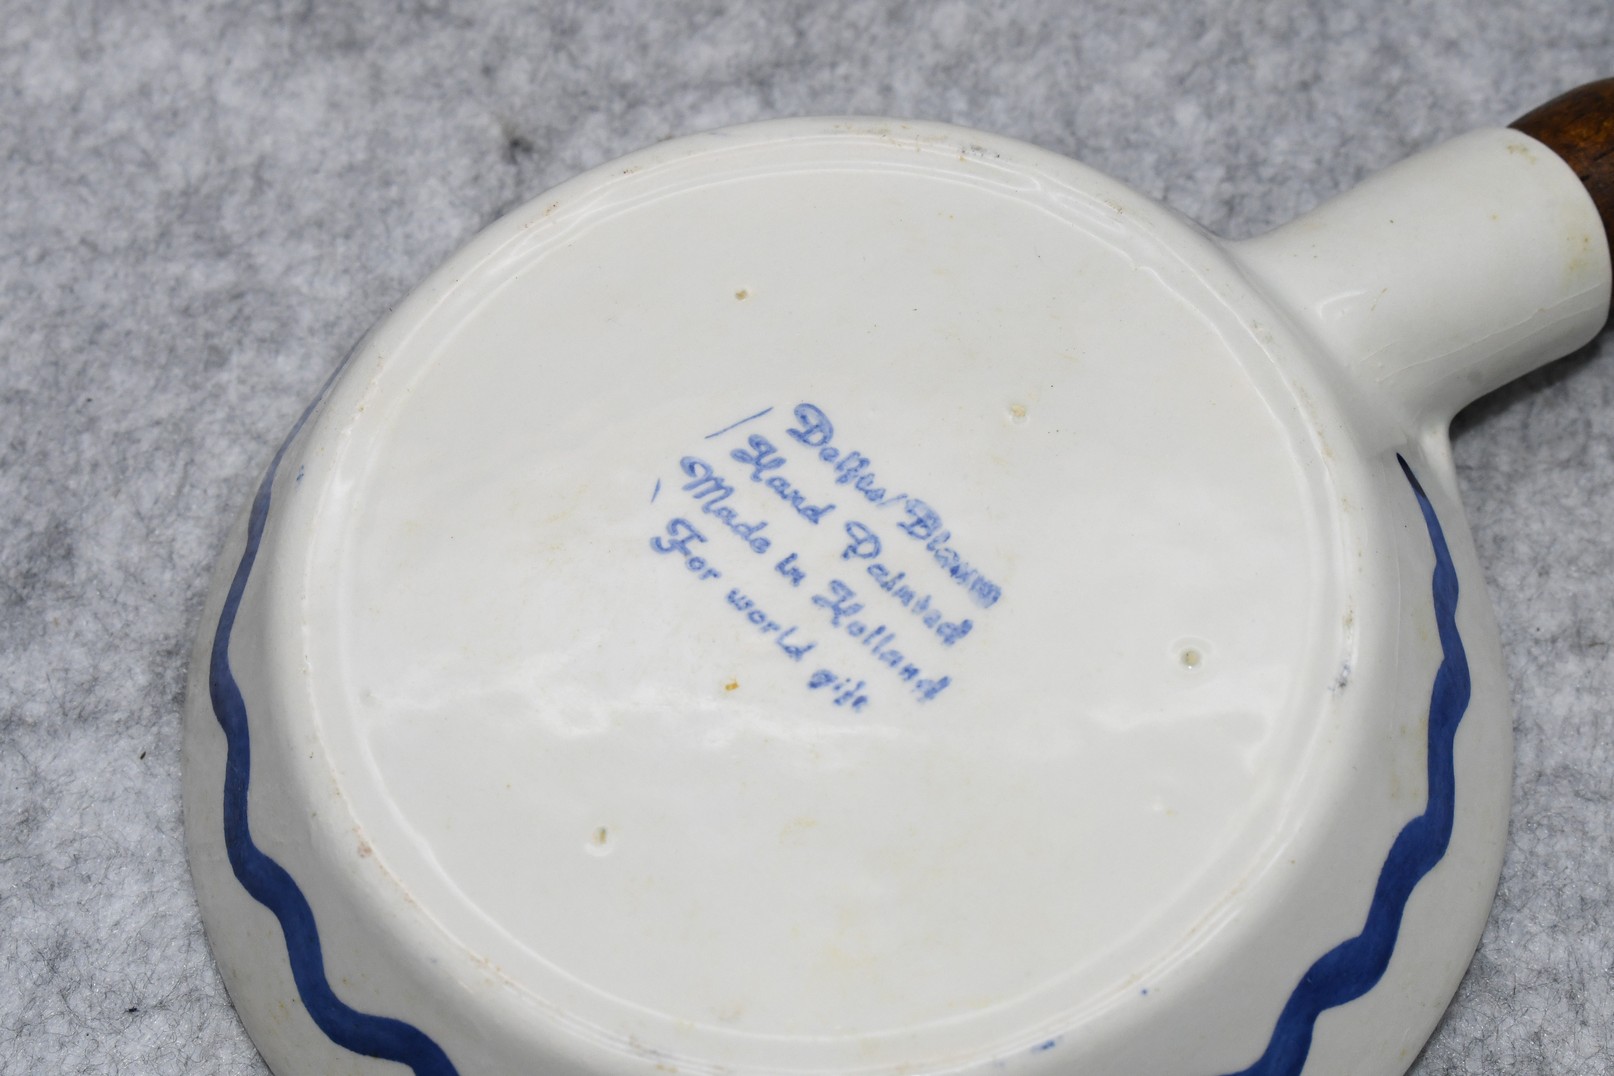 Delfts/Blauw
Hand Painted
Made in Holland
For world gift